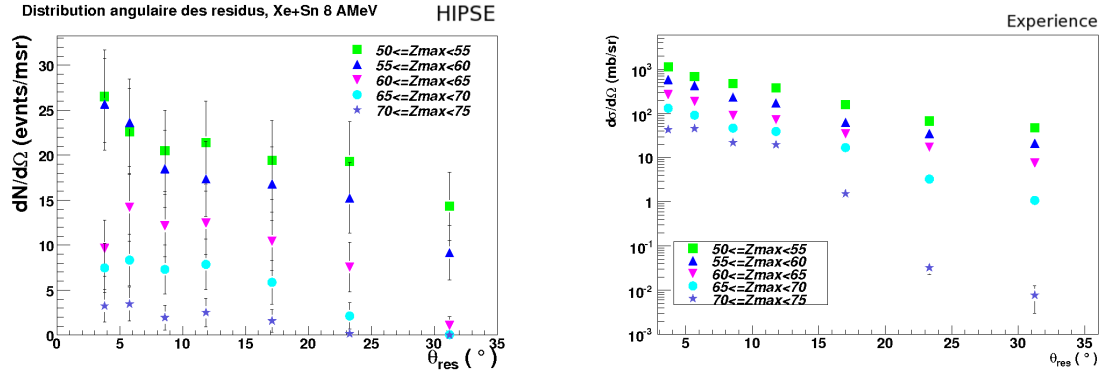 Distribution angulaire des residus, Xe+Sn 8 AMeV
HIPSE
dN/dΩ (evnts/msr)
30
25
20
15
10
5
0
50<=Zmax<55
55<=Zmax<60
60<=Zmax<65
65<=Zmax<70
70<=Zmax<75
0 5 10 15 20 25 30 35
θres ( ° )
Experience
dσ/dΩ (mb/sr)
10³
10²
10
1
10⁻¹
10⁻²
10⁻³
50<=Zmax<55
55<=Zmax<60
60<=Zmax<65
65<=Zmax<70
70<=Zmax<75
5 10 15 20 25 30 35
θres ( ° )